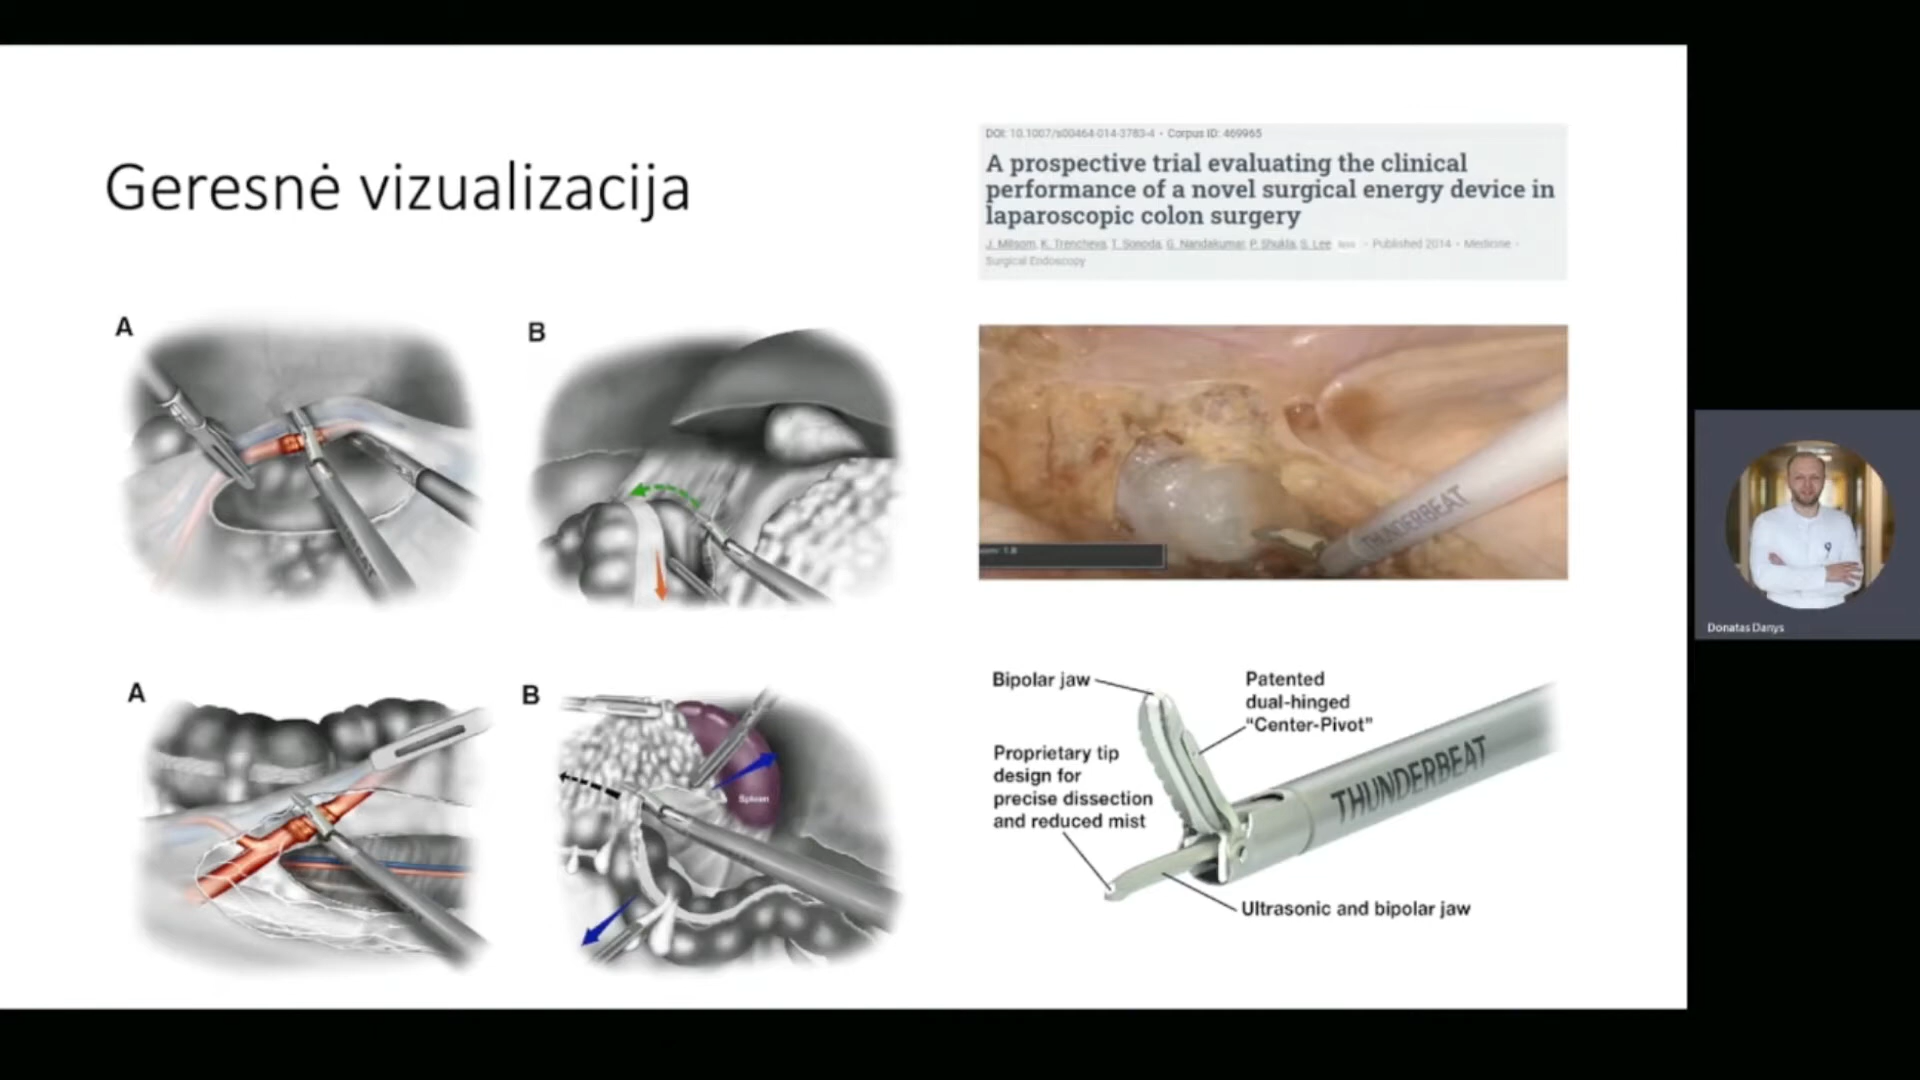 Geresnė vizualizacija
DOI: 10.1007/s00464-014-3783-4 • Corpus ID: 469965
A prospective trial evaluating the clinical
performance of a novel surgical energy device in
laparoscopic colon surgery
J. Milsom, K. Trencheva, T. Sonoda, G. Nandakumar, P. Shukla, S. Lee • Published 2014 • Medicine •
Surgical Endoscopy
A
B
THUNDERBEAT
A
B
Spleen
Bipolar jaw
Patented
dual-hinged
“Center-Pivot”
Proprietary tip
design for
precise dissection
and reduced mist
THUNDERBEAT
Ultrasonic and bipolar jaw
Donatas Danys